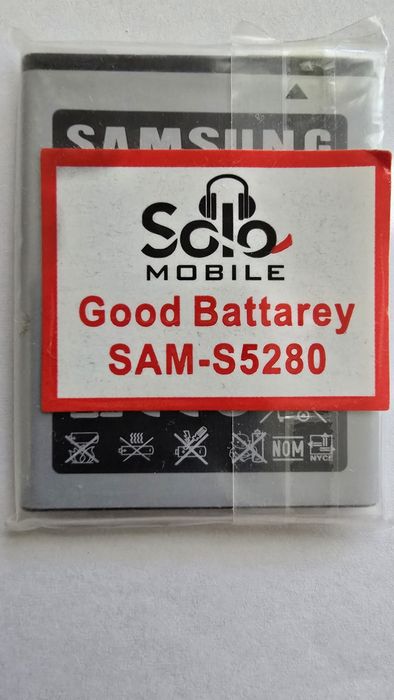 SAMSUNG
Solo
MOBILE
Good Battarey
SAM-S5280
NOM
NYCE